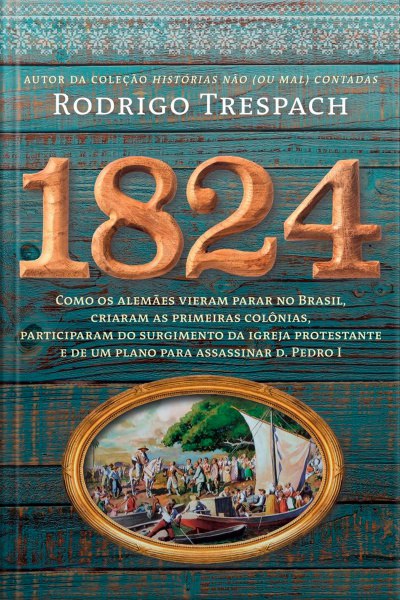 AUTOR DA COLEÇÃO HISTÓRIAS NÃO (OU MAL) CONTADAS
RODRIGO TRESPACH
1824
COMO OS ALEMÃES VIERAM PARAR NO BRASIL,
CRIARAM AS PRIMEIRAS COLÔNIAS,
PARTICIPARAM DO SURGIMENTO DA IGREJA PROTESTANTE
E DE UM PLANO PARA ASSASSINAR D. PEDRO I